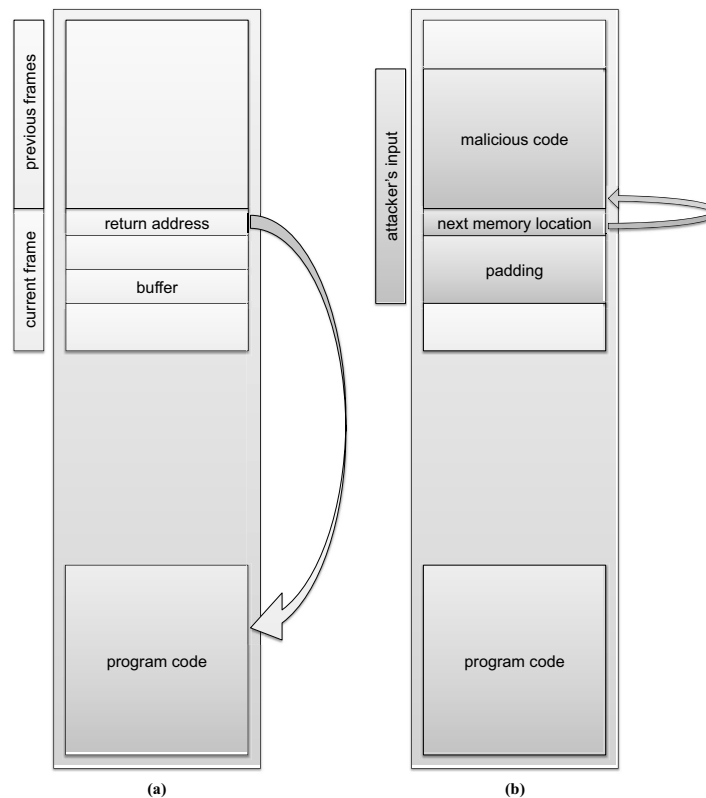 previous frames
current frame
return address
buffer
program code
(a)
attacker's input
malicious code
next memory location
padding
program code
(b)